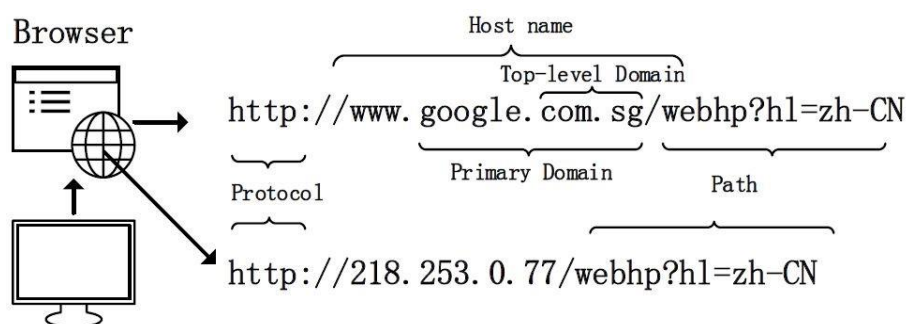 Browser
Host name
Top-level Domain
http://www.google.com.sg/webhp?hl=zh-CN
Primary Domain
Path
Protocol
http://218.253.0.77/webhp?hl=zh-CN